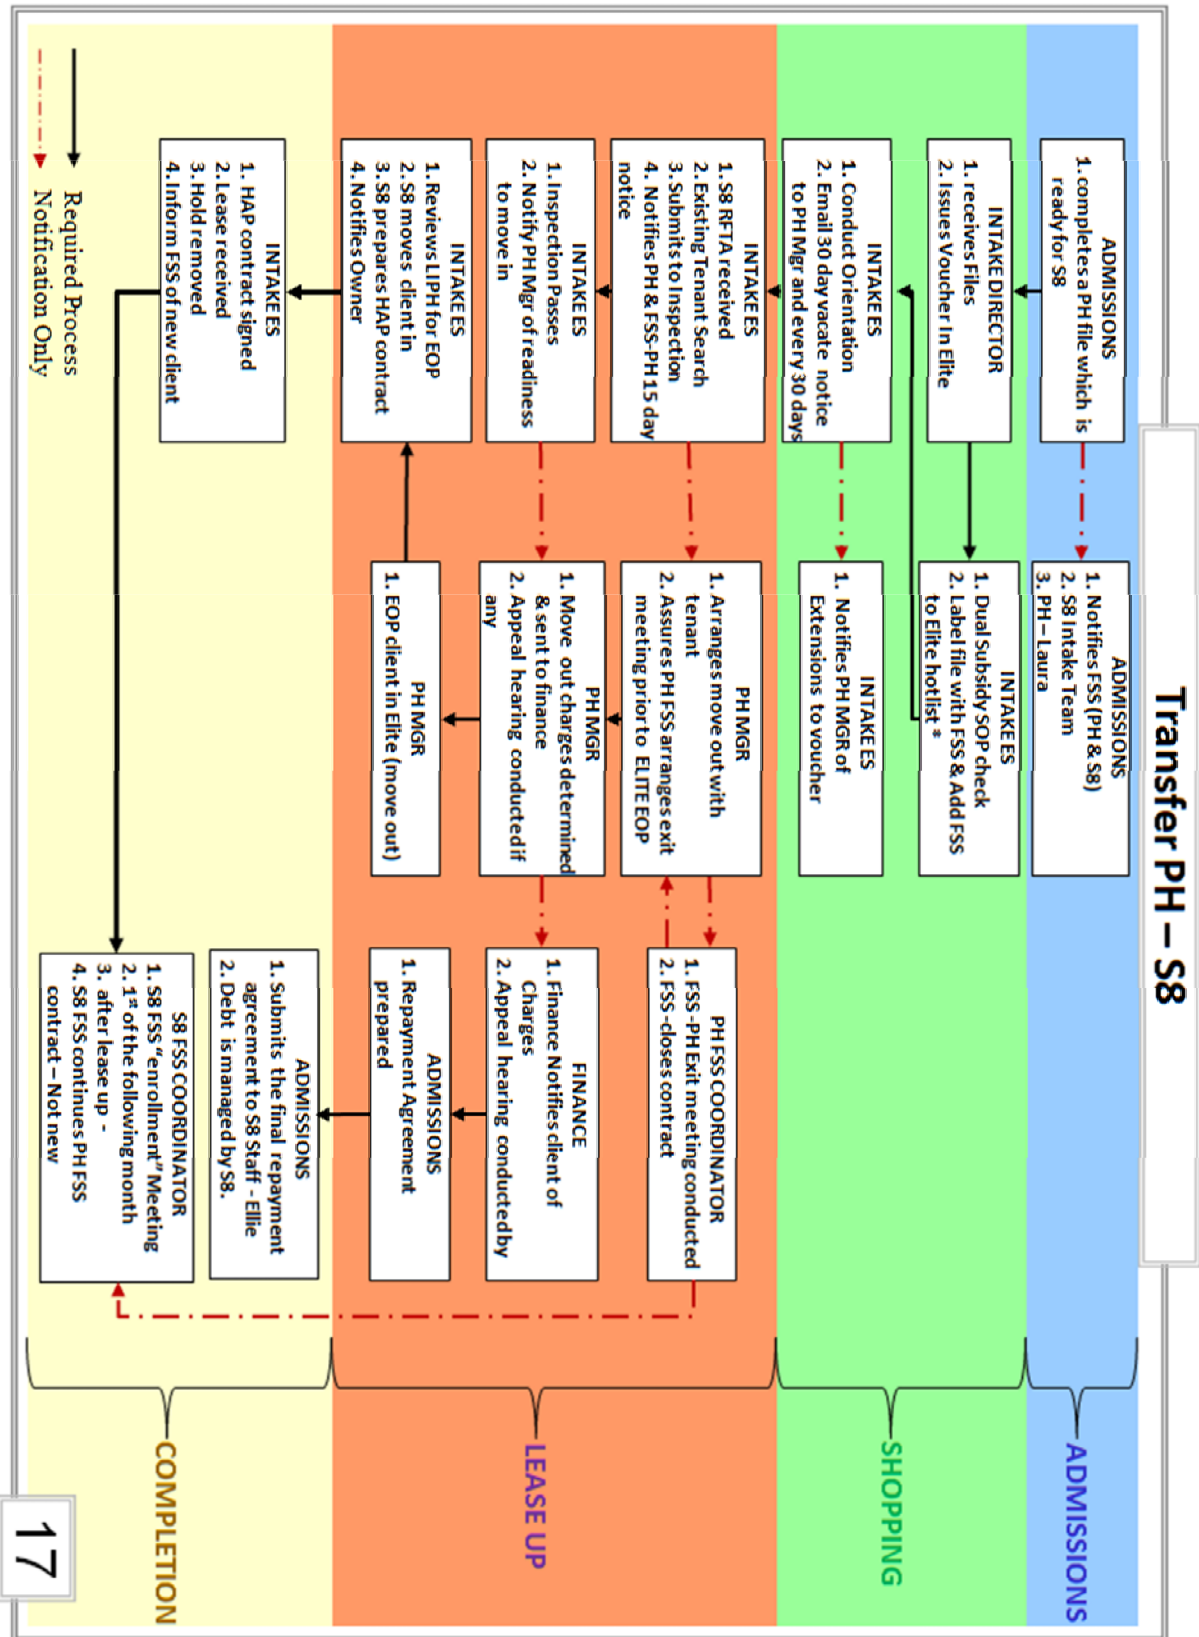 Transfer PH – S8
ADMISSIONS
1. completes a PH file which is
ready for S8
ADMISSIONS
1. Notifies FSS (PH & S8)
2. S8 Intake Team
3. PH – Laura
ADMISSIONS
INTAKE DIRECTOR
1. receives Files
2. Issues Voucher In Elite
INTAKE ES
1. Dual Subsidy SOP check
2. Label file with FSS & Add FSS
to Elite hotlist *
INTAKE ES
1. Conduct Orientation
2. Email 30 day vacate notice
to PH Mgr and every 30 days
INTAKE ES
1. Notifies PH MGR of
Extensions to voucher
SHOPPING
INTAKE ES
1. S8 RFTA received
2. Existing Tenant Search
3. Submits to Inspection
4. Notifies PH & FSS-PH 15 day
notice
PH MGR
1. Arranges move out with
tenant
2. Assures PH FSS arranges exit
meeting prior to ELITE EOP
PH FSS COORDINATOR
1. FSS -PH Exit meeting conducted
2. FSS -closes contract
INTAKE ES
1. Inspection Passes
2. Notify PH Mgr of readiness
to move in
PH MGR
1. Move out charges determined
& sent to finance
2. Appeal hearing conducted if
any
FINANCE
1. Finance Notifies client of
Charges
2. Appeal hearing conducted by
INTAKE ES
1. Reviews LIPH for EOP
2. S8 moves client in
3. S8 prepares HAP contract
4. Notifies Owner
PH MGR
1. EOP client in Elite (move out)
ADMISSIONS
1. Repayment Agreement
prepared
LEASE UP
INTAKE ES
1. HAP contract signed
2. Lease received
3. Hold removed
4. Inform FSS of new client
ADMISSIONS
1. Submits the final repayment
agreement to S8 Staff - Ellie
2. Debt is managed by S8.
S8 FSS COORDINATOR
1. S8 FSS “enrollment” Meeting
2. 1st of the following month
3. after lease up -
4. S8 FSS continues PH FSS
contract – Not new
COMPLETION
Required Process
Notification Only
17